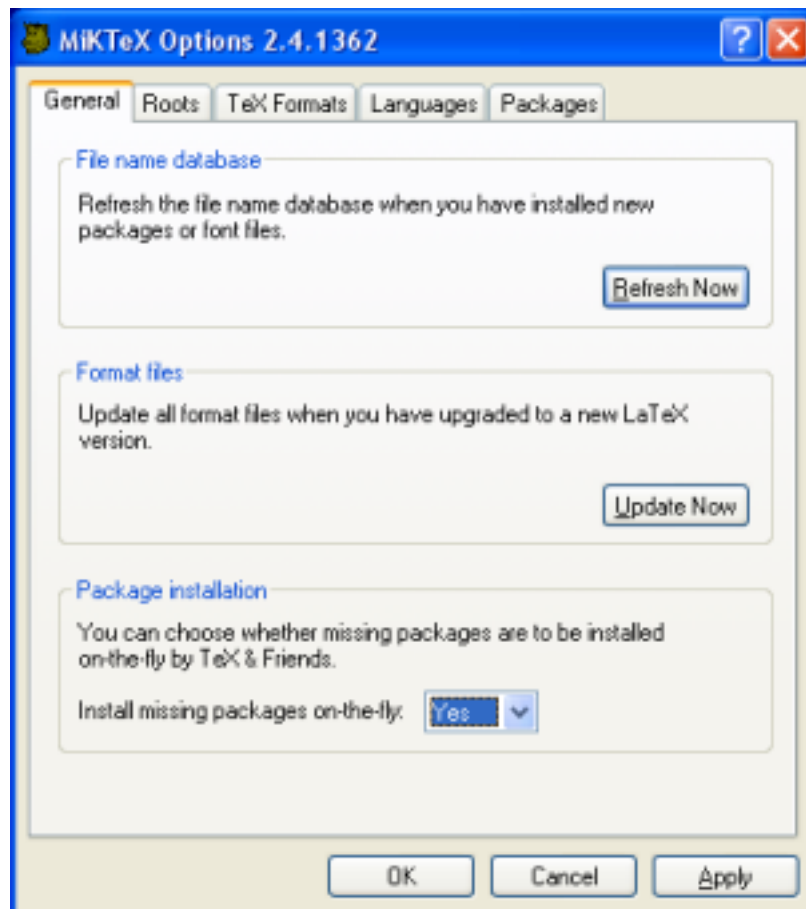 MiKTeX Options 2.4.1362
General Roots TeX Formats Languages Packages
File name database
Refresh the file name database when you have installed new
packages or font files.
Refresh Now
Format files
Update all format files when you have upgraded to a new LaTeX
version.
Update Now
Package installation
You can choose whether missing packages are to be installed
on-the-fly by TeX & Friends.
Install missing packages on-the-fly: Yes
OK Cancel Apply